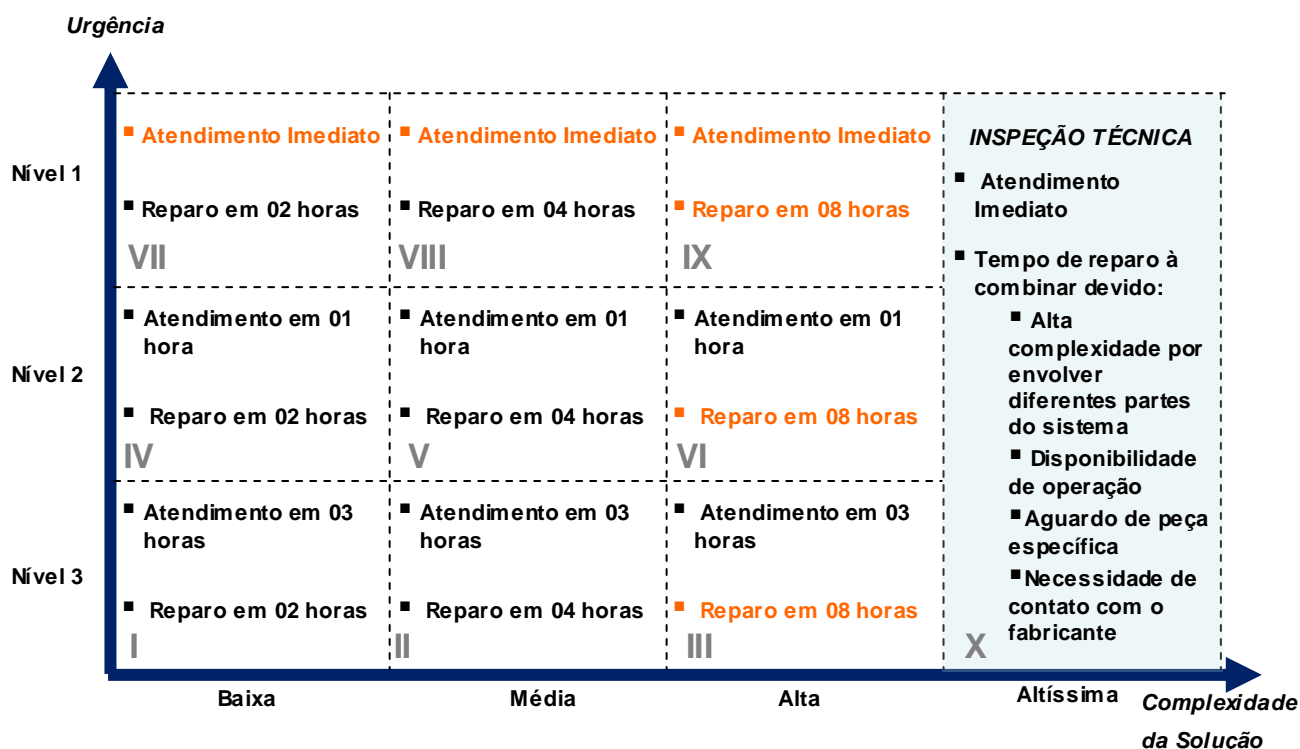 Urgência
Nível 1
▪ Atendimento Imediato
▪ Reparo em 02 horas
VII
▪ Atendimento Imediato
▪ Reparo em 04 horas
VIII
▪ Atendimento Imediato
▪ Reparo em 08 horas
IX
Nível 2
▪ Atendimento em 01
hora
▪ Reparo em 02 horas
IV
▪ Atendimento em 01
hora
▪ Reparo em 04 horas
V
▪ Atendimento em 01
hora
▪ Reparo em 08 horas
VI
Nível 3
▪ Atendimento em 03
horas
▪ Reparo em 02 horas
I
▪ Atendimento em 03
horas
▪ Reparo em 04 horas
II
▪ Atendimento em 03
horas
▪ Reparo em 08 horas
III
INSPEÇÃO TÉCNICA
▪ Atendimento
Imediato
▪ Tempo de reparo à
combinar devido:
▪ Alta
complexidade por
envolver
diferentes partes
do sistema
▪ Disponibilidade
de operação
▪ Aguardo de peça
específica
▪ Necessidade de
contato com o
fabricante
X
Baixa
Média
Alta
Altíssima
Complexidade
da Solução